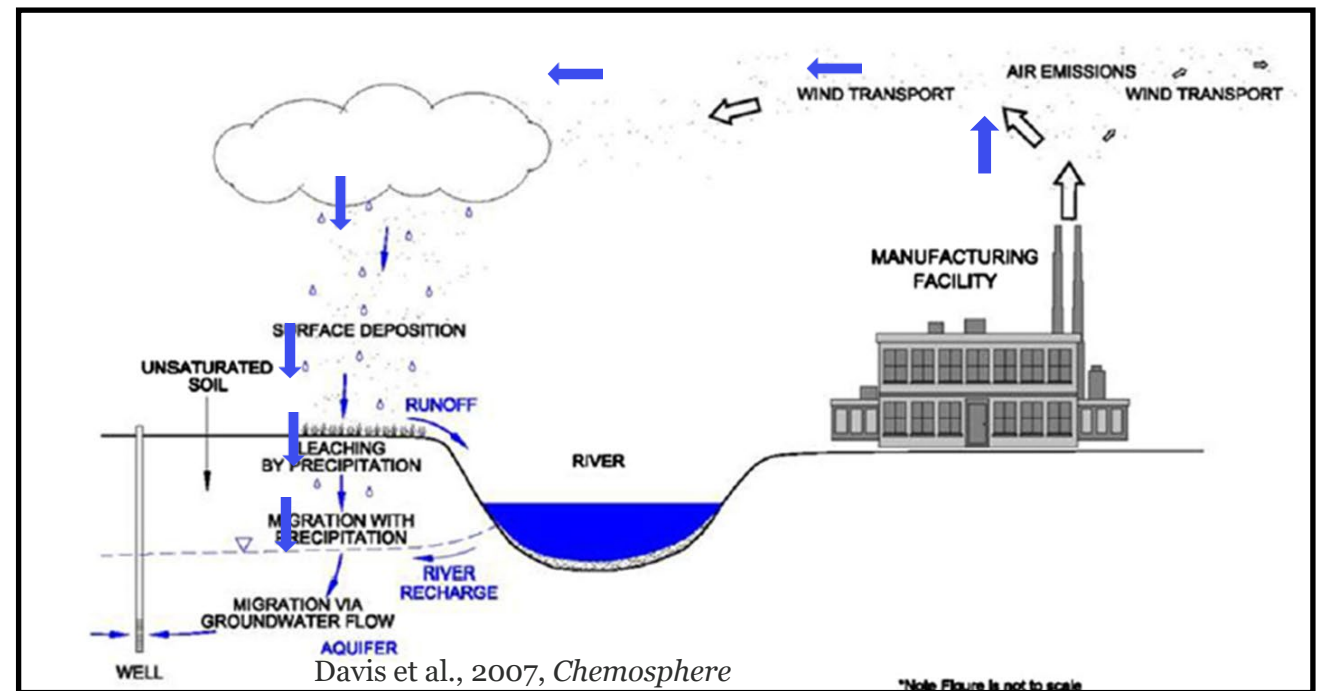 AIR EMISSIONS
WIND TRANSPORT
WIND TRANSPORT
MANUFACTURING
FACILITY
SURFACE DEPOSITION
UNSATURATED
SOIL
RUNOFF
LEACHING
BY PRECIPITATION
RIVER
MIGRATION WITH
PRECIPITATION
RIVER
RECHARGE
MIGRATION VIA
GROUNDWATER FLOW
AQUIFER
WELL
Davis et al., 2007, Chemosphere
*Note Figure is not to scale